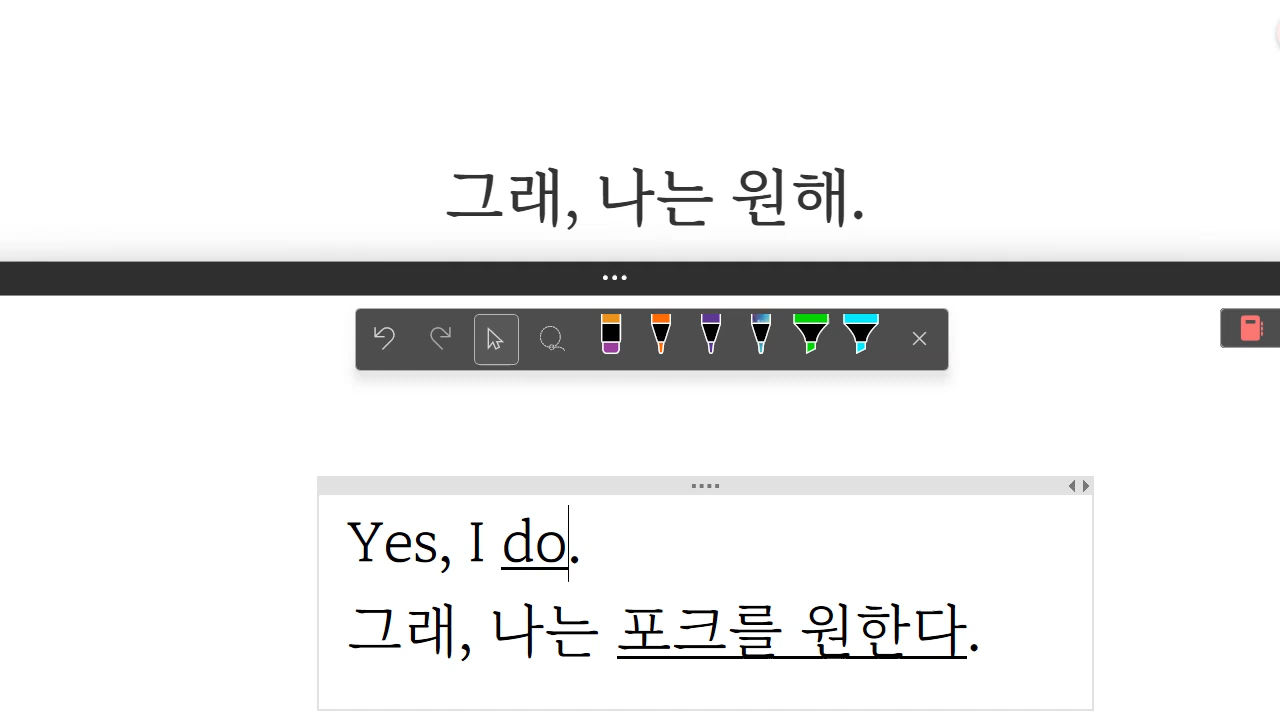 그래, 나는 원해.
Yes, I do.
그래, 나는 포크를 원한다.